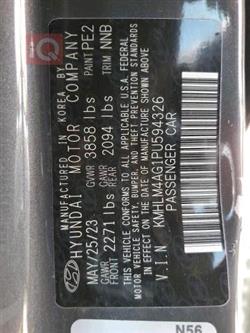 MANUFACTURED IN KOREA BY
HYUNDAI MOTOR COMPANY
MAY/25/23 GVWR 3858 lbs PAINT PE2
GAWR FRONT 2271 lbs GAWR REAR 2094 lbs TRIM NNB
THIS VEHICLE CONFORMS TO ALL APPLICABLE U.S.A. FEDERAL
MOTOR VEHICLE SAFETY, BUMPER, AND THEFT PREVENTION
STANDARDS IN EFFECT ON THE DATE OF MANUFACTURE
SHOWN ABOVE.
V.I.N KMHLM4AG1PU594326
PASSENGER CAR
N56